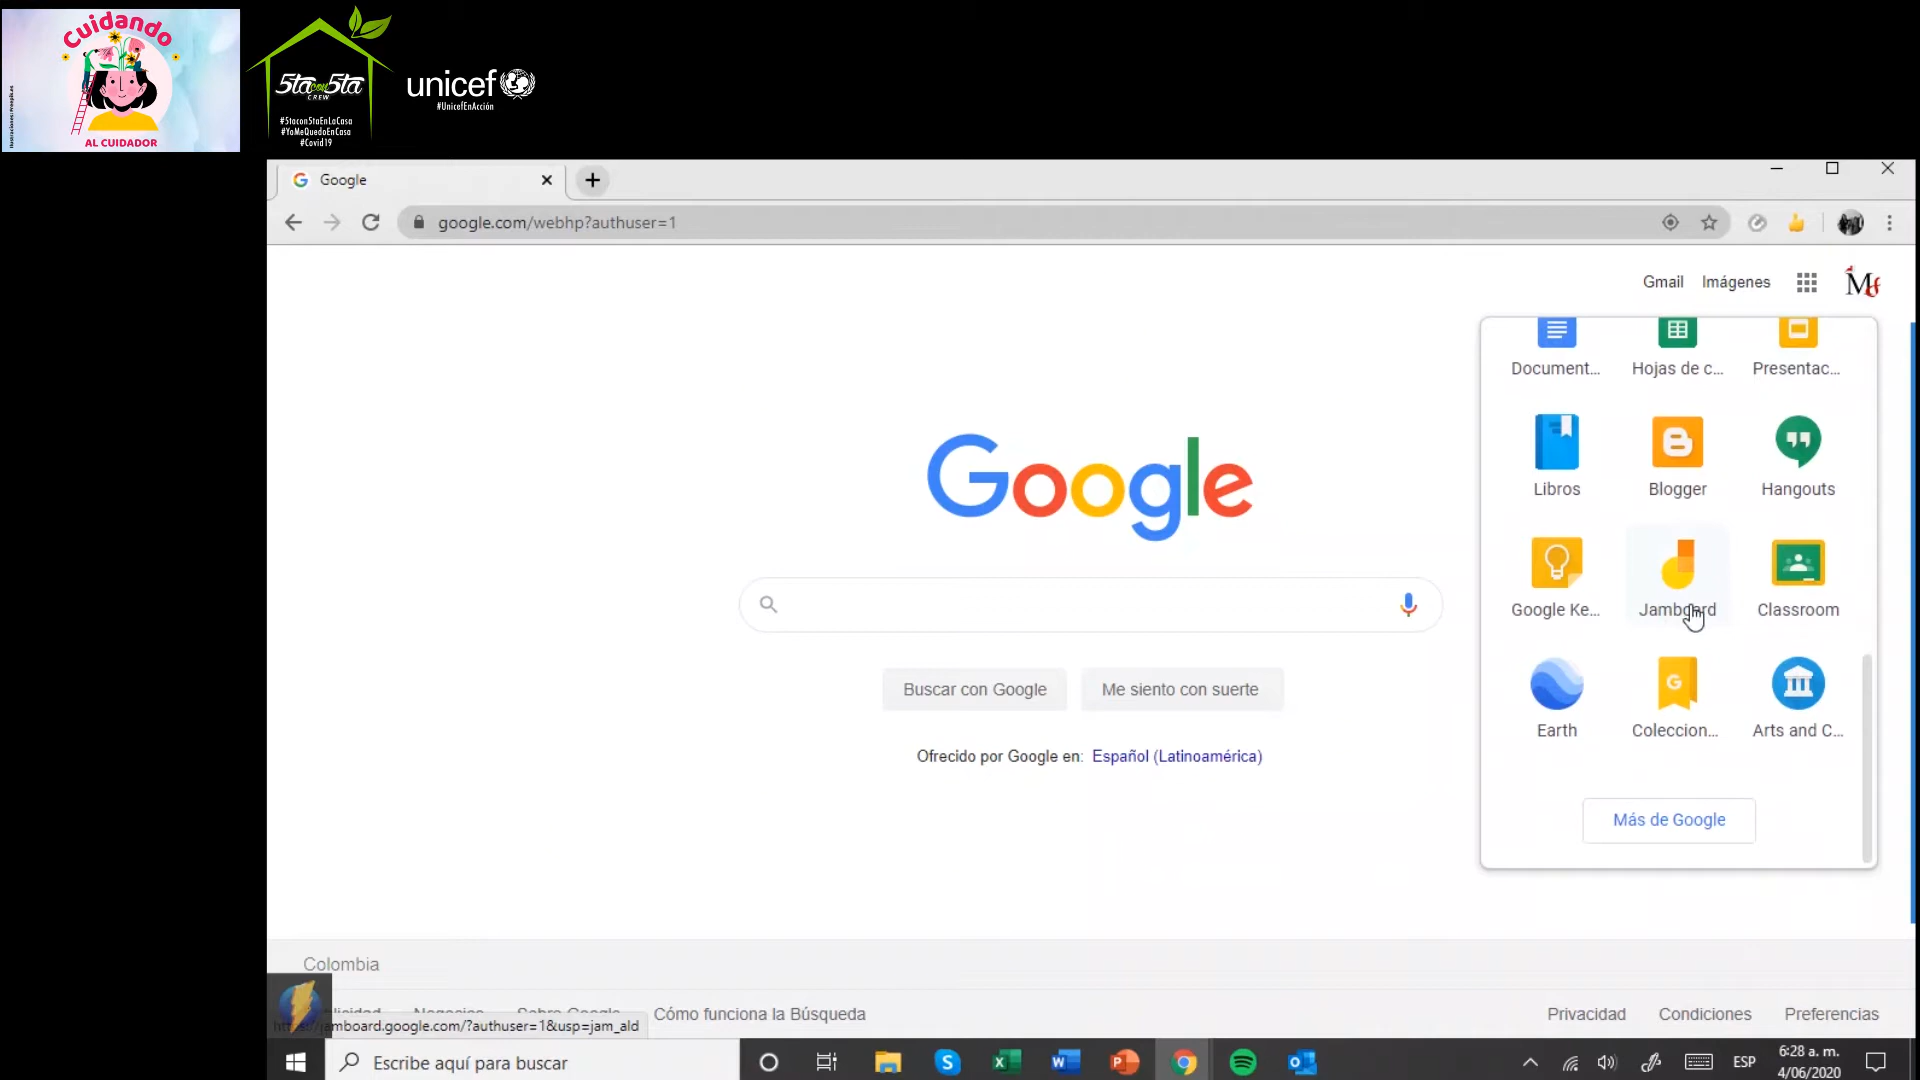 Cuidando
AL CUIDADOR
Ilustraciones: Freepik.es
5ta con 5ta
CREW
#5tacon5taEnLaCasa
#YoMeQuedoEnCasa
#Covid19
unicef
#UnicefEnAcción
Google
google.com/webhp?authuser=1
Gmail Imágenes
Document... Hojas de c... Presentac...
Libros Blogger Hangouts
Google Ke... Jamboard Classroom
Earth Coleccion... Arts and C...
Más de Google
Google
Buscar con Google Me siento con suerte
Ofrecido por Google en: Español (Latinoamérica)
Colombia
Cómo funciona la Búsqueda Privacidad Condiciones Preferencias
jamboard.google.com/?authuser=1&usp=jam_ald
Escribe aquí para buscar
ESP
6:28 a. m.
4/06/2020